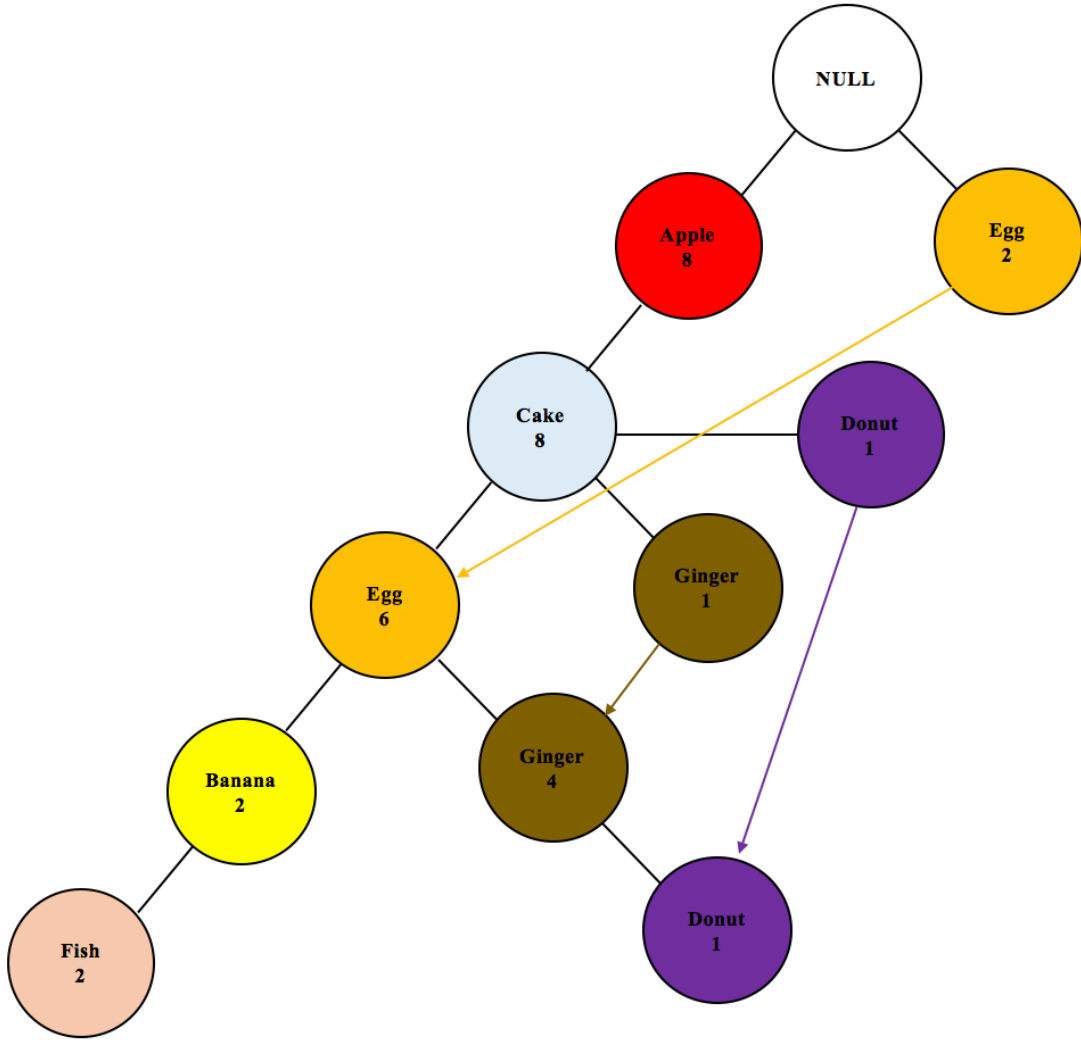 NULL
Apple
8
Egg
2
Cake
8
Donut
1
Egg
6
Ginger
1
Banana
2
Ginger
4
Fish
2
Donut
1